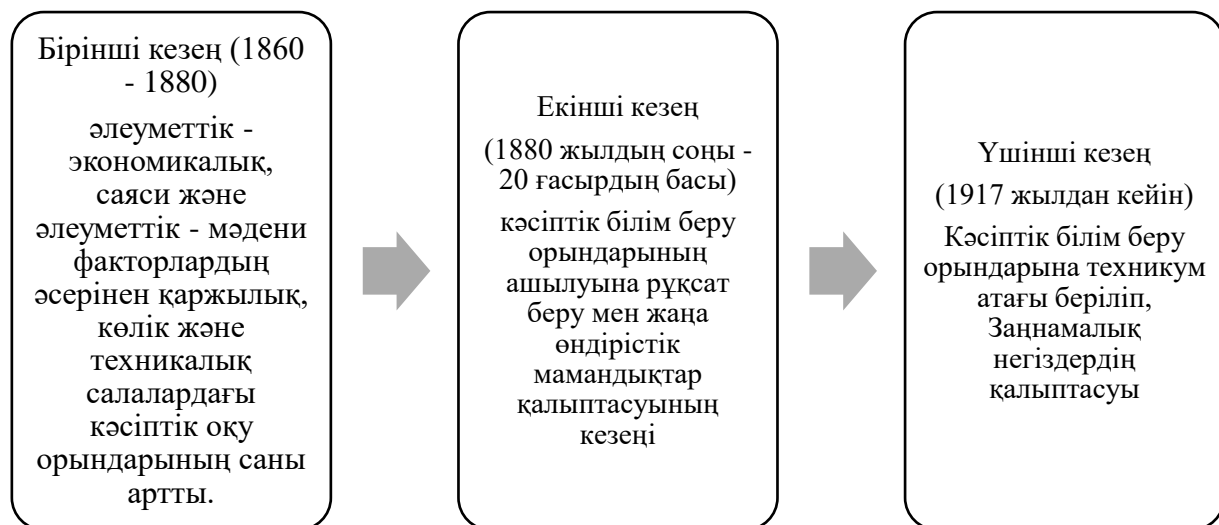 Бірінші кезең (1860
- 1880)
әлеуметтік -
экономикалық,
саяси және
әлеуметтік - мәдени
факторлардың
әсерінен қаржылық,
көлік және
техникалық
салалардағы
кәсіптік оқу
орындарының саны
артты.
Екінші кезең
(1880 жылдың соңы -
20 ғасырдың басы)
кәсіптік білім беру
орындарының
ашылуына рұқсат
беру мен жаңа
өндірістік
мамандықтар
қалыптасуының
кезеңі
Үшінші кезең
(1917 жылдан кейін)
Кәсіптік білім беру
орындарына техникум
атағы беріліп,
Заңнамалық
негіздердің
қалыптасуы